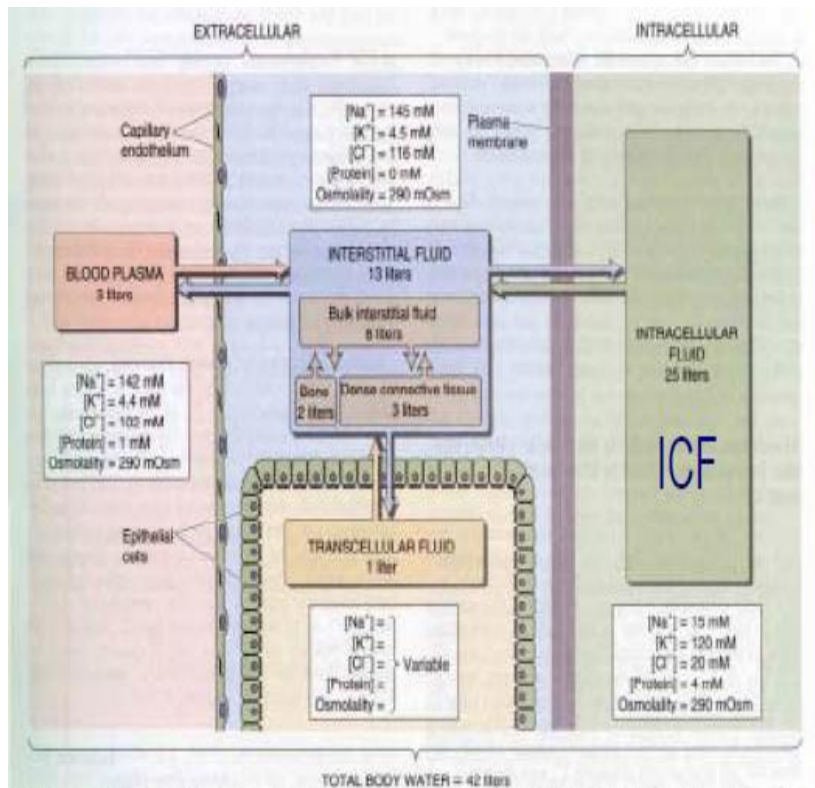 EXTRACELLULAR
INTRACELLULAR
Capillary
endothelium
[Na⁺] = 145 mM
[K⁺] = 4.5 mM
[Cl⁻] = 116 mM
[Protein] = 0 mM
Osmolality = 290 mOsm
Plasma
membrane
BLOOD PLASMA
3 liters
INTERSTITIAL FLUID
13 liters
Bulk interstitial fluid
8 liters
Bone
2 liters
Dense connective tissue
3 liters
INTRACELLULAR
FLUID
25 liters
ICF
[Na⁺] = 142 mM
[K⁺] = 4.4 mM
[Cl⁻] = 102 mM
[Protein] = 1 mM
Osmolality = 290 mOsm
Epithelial
cells
TRANSCELLULAR FLUID
1 liter
[Na⁺] =
[K⁺] =
[Cl⁻] =
[Protein] =
Osmolality =
Variable
[Na⁺] = 15 mM
[K⁺] = 120 mM
[Cl⁻] = 20 mM
[Protein] = 4 mM
Osmolality = 290 mOsm
TOTAL BODY WATER = 42 liters